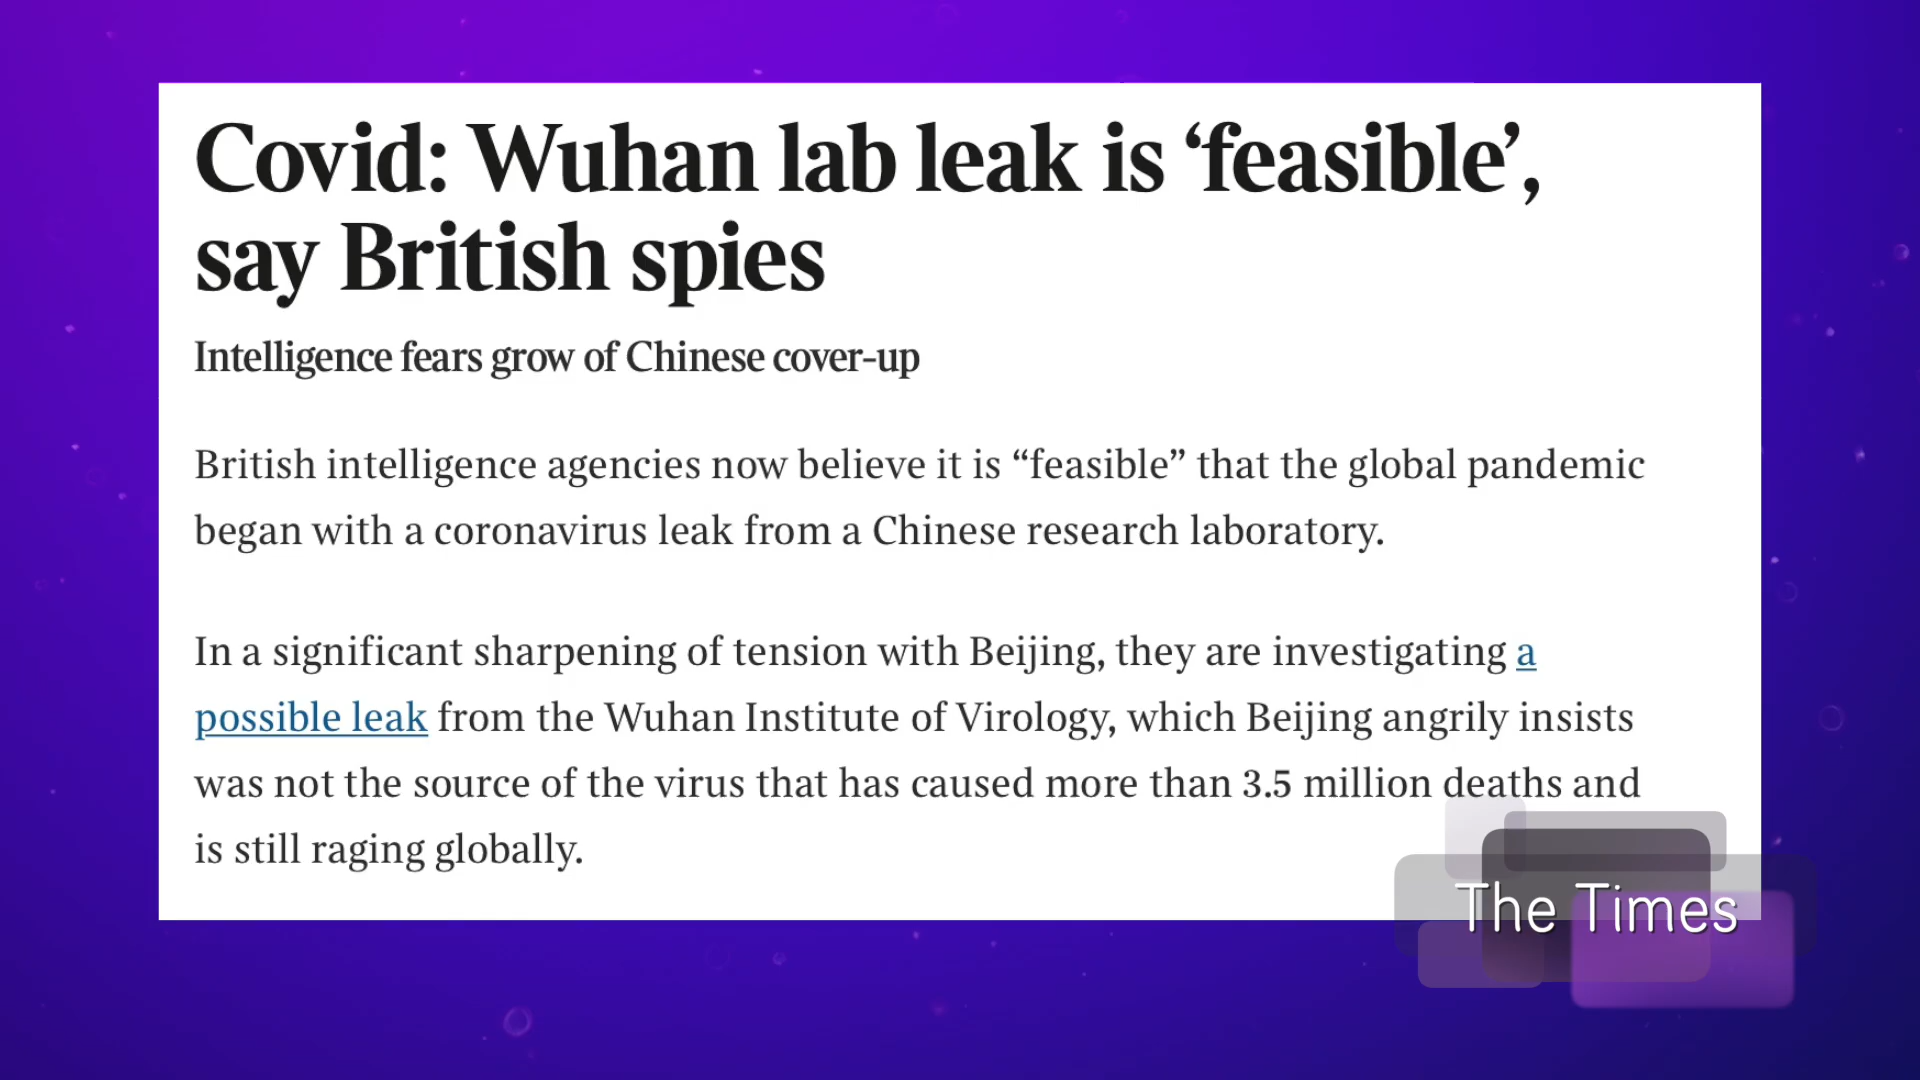 Covid: Wuhan lab leak is ‘feasible’,
say British spies
Intelligence fears grow of Chinese cover-up
British intelligence agencies now believe it is “feasible” that the global pandemic
began with a coronavirus leak from a Chinese research laboratory.
In a significant sharpening of tension with Beijing, they are investigating a
possible leak from the Wuhan Institute of Virology, which Beijing angrily insists
was not the source of the virus that has caused more than 3.5 million deaths and
is still raging globally.
The Times